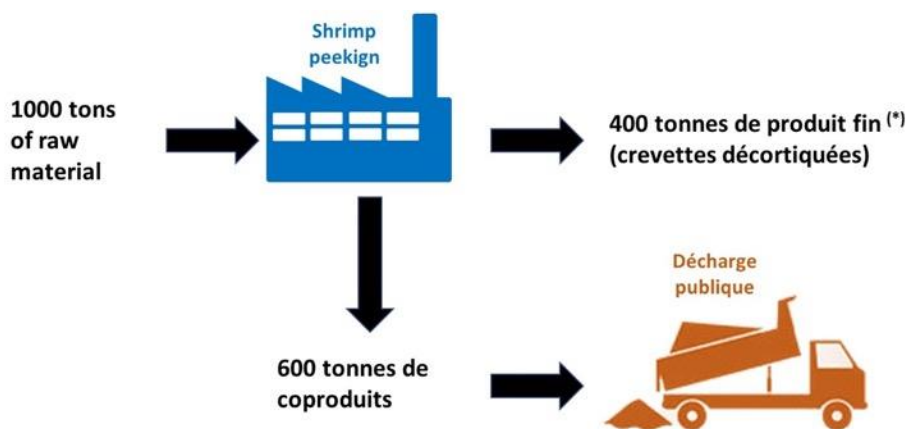 Shrimp
peekign
1000 tons
of raw
material
400 tonnes de produit fin (*)
(crevettes décortiquées)
Décharge
publique
600 tonnes de
coproduits